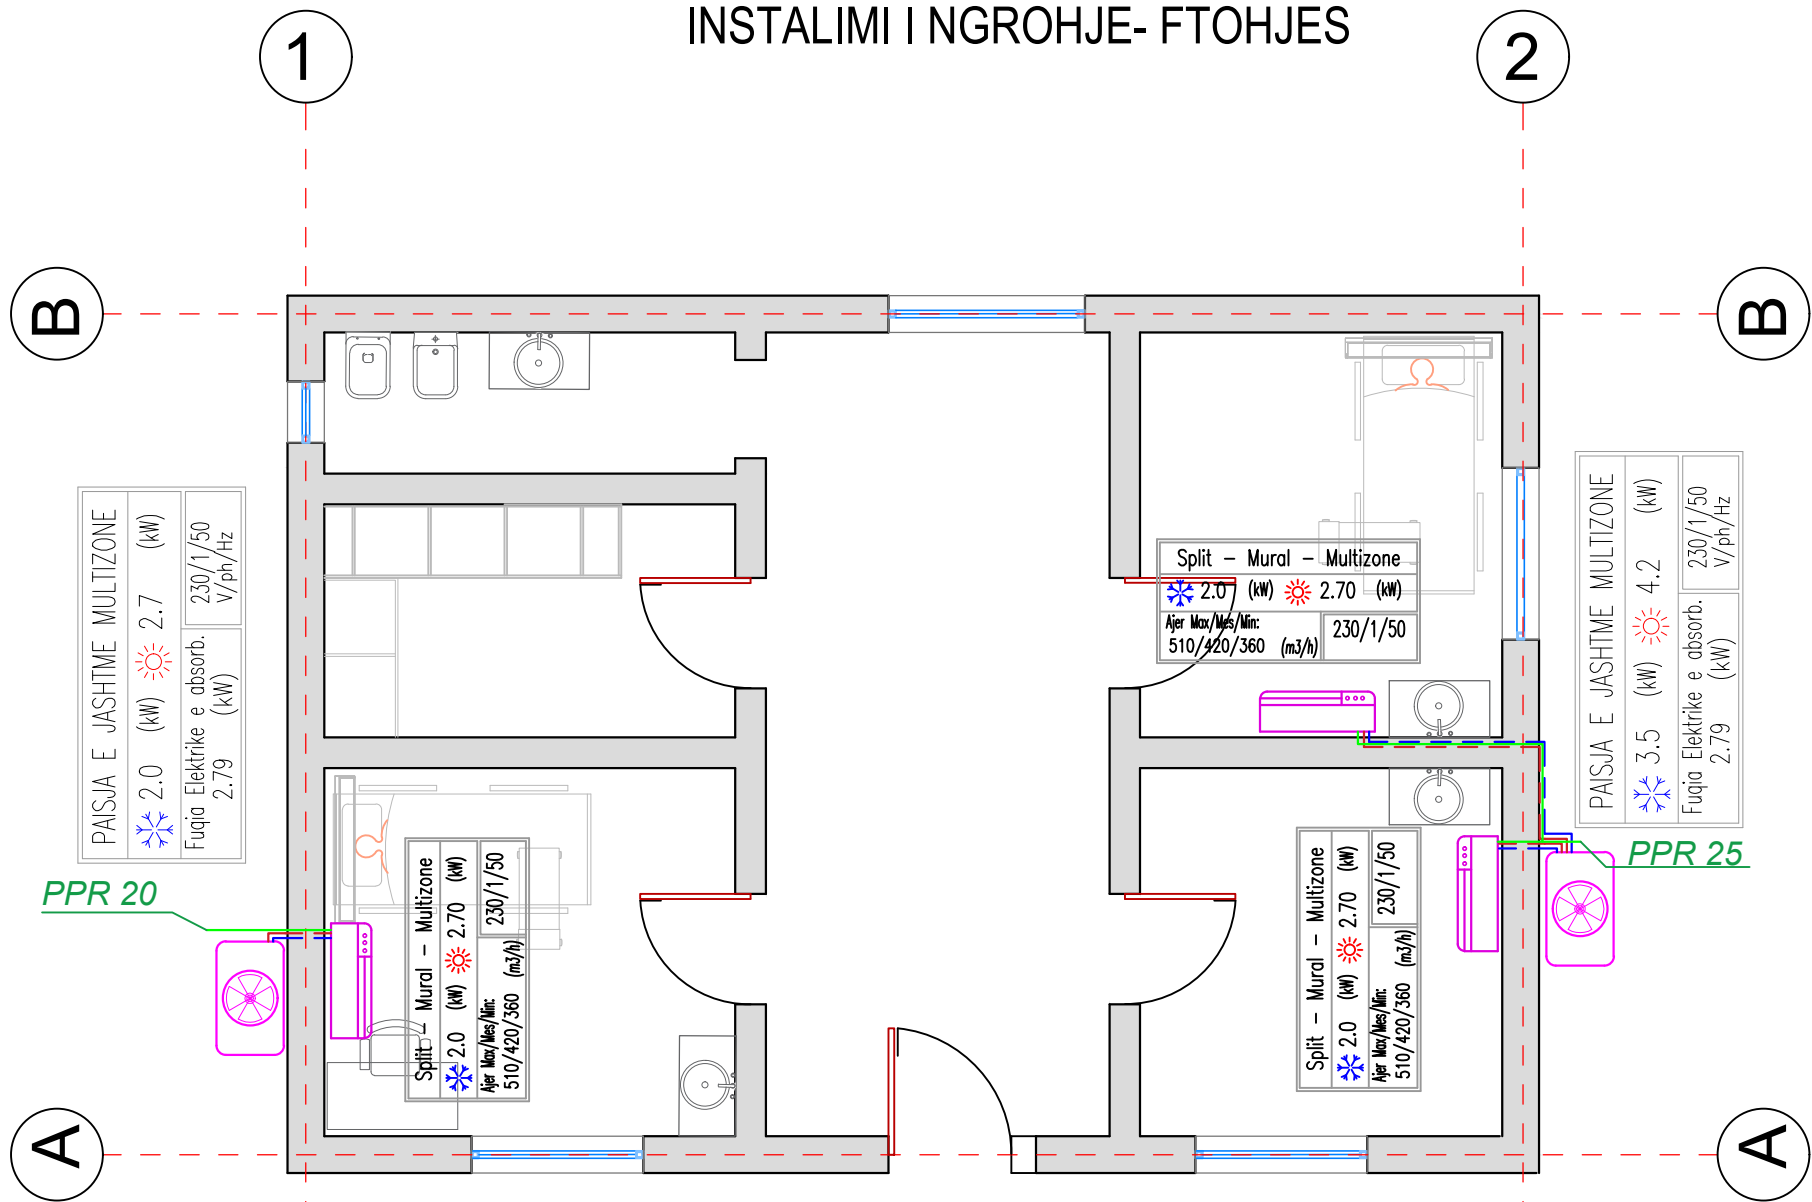 INSTALIMI I NGROHJE- FTOHJES
1
2
B
B
PAISJA E JASHTME MULTIZONE
2.0 (kW) 2.7 (kW)
Fuqia Elektrike e absorb.
2.79 (kW)
230/1/50
V/ph/Hz
PAISJA E JASHTME MULTIZONE
3.5 (kW) 4.2 (kW)
Fuqia Elektrike e absorb.
2.79 (kW)
230/1/50
V/ph/Hz
Split - Mural - Multizone
2.0 (kW) 2.70 (kW)
Ajer Max/Mes/Min:
510/420/360 (m3/h)
230/1/50
PPR 20
PPR 25
Split - Mural - Multizone
2.0 (kW) 2.70 (kW)
Ajer Max/Mes/Min:
510/420/360 (m3/h)
230/1/50
Split - Mural - Multizone
2.0 (kW) 2.70 (kW)
Ajer Max/Mes/Min:
510/420/360 (m3/h)
230/1/50
A
A